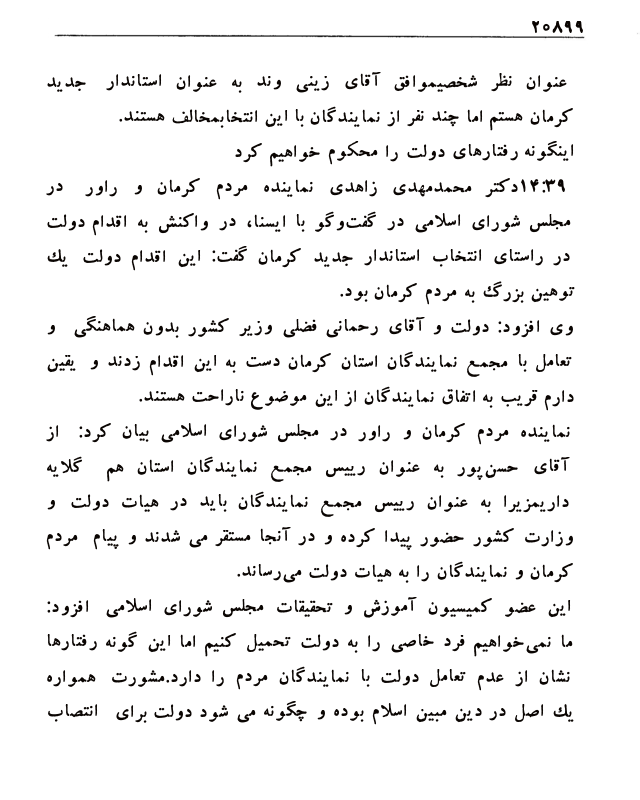 ۲۰۸۹۹
عنوان نظر شخصیموافق آقای زینی وند به عنوان استاندار جدید
کرمان هستم اما چند نفر از نمایندگان با این انتخابمخالف هستند.
اینگونه رفتارهای دولت را محکوم خواهیم کرد
۱۴:۳۹دکتر محمدمهدی زاهدی نماینده مردم کرمان و راور در
مجلس شورای اسلامی در گفت‌وگو با ایسنا، در واکنش به اقدام دولت
در راستای انتخاب استاندار جدید کرمان گفت: این اقدام دولت یك
توهین بزرگ به مردم کرمان بود.
وی افزود: دولت و آقای رحمانی فضلی وزیر کشور بدون هماهنگی و
تعامل با مجمع نمایندگان استان کرمان دست به این اقدام زدند و یقین
دارم قریب به اتفاق نمایندگان از این موضوع ناراحت هستند.
نماینده مردم کرمان و راور در مجلس شورای اسلامی بیان کرد: از
آقای حسن‌پور به عنوان رییس مجمع نمایندگان استان هم گلایه
داریمزیرا به عنوان رییس مجمع نمایندگان باید در هیات دولت و
وزارت کشور حضور پیدا کرده و در آنجا مستقر می شدند و پیام مردم
کرمان و نمایندگان را به هیات دولت می‌رساند.
این عضو کمیسیون آموزش و تحقیقات مجلس شورای اسلامی افزود:
ما نمی‌خواهیم فرد خاصی را به دولت تحمیل کنیم اما این گونه رفتارها
نشان از عدم تعامل دولت با نمایندگان مردم را دارد.مشورت همواره
یك اصل در دین مبین اسلام بوده و چگونه می شود دولت برای انتصاب